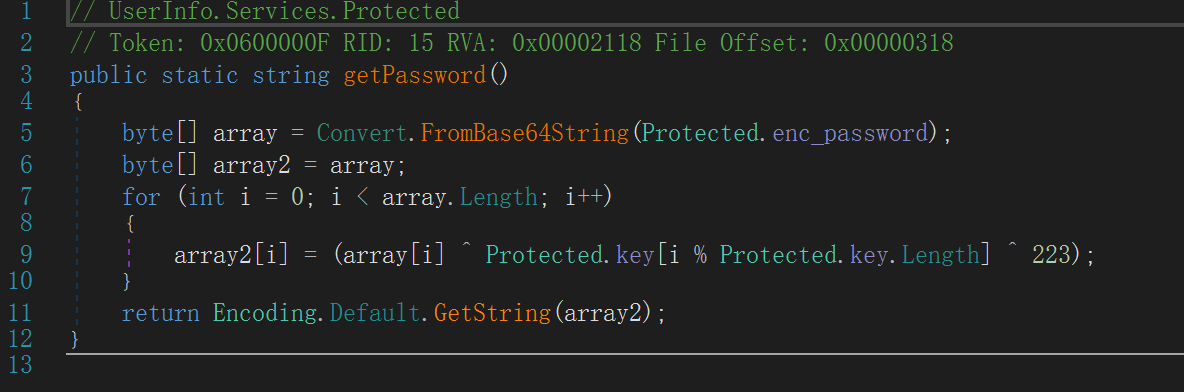 1 // UserInfo.Services.Protected
2 // Token: 0x0600000F RID: 15 RVA: 0x00002118 File Offset: 0x00000318
3 public static string getPassword()
4 {
5     byte[] array = Convert.FromBase64String(Protected.enc_password);
6     byte[] array2 = array;
7     for (int i = 0; i < array.Length; i++)
8     {
9         array2[i] = (array[i] ^ Protected.key[i % Protected.key.Length] ^ 223);
10     }
11     return Encoding.Default.GetString(array2);
12 }
13